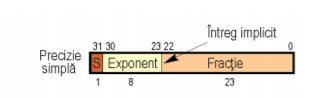 Întreg implicit
31 30 23 22 0
Precizie simplă
S Exponent Fracție
1 8 23